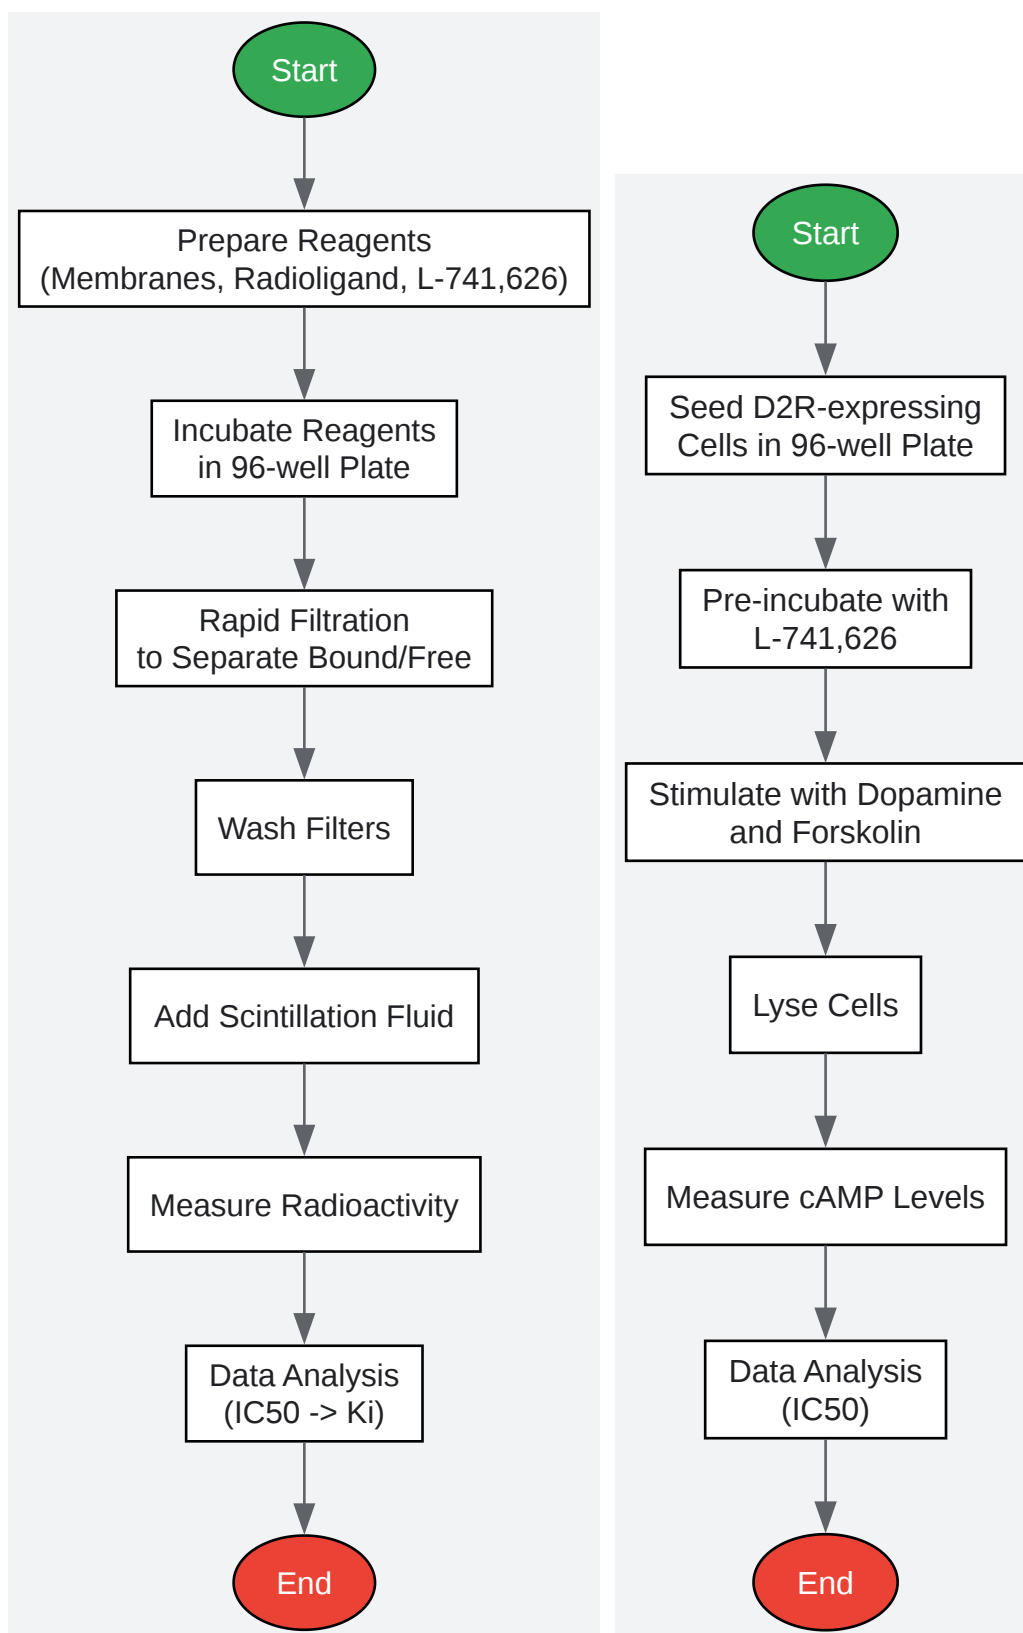 Start
Prepare Reagents
(Membranes, Radioligand, L-741,626)
Incubate Reagents
in 96-well Plate
Rapid Filtration
to Separate Bound/Free
Wash Filters
Add Scintillation Fluid
Measure Radioactivity
Data Analysis
(IC50 -> Ki)
End
Start
Seed D2R-expressing
Cells in 96-well Plate
Pre-incubate with
L-741,626
Stimulate with Dopamine
and Forskolin
Lyse Cells
Measure cAMP Levels
Data Analysis
(IC50)
End